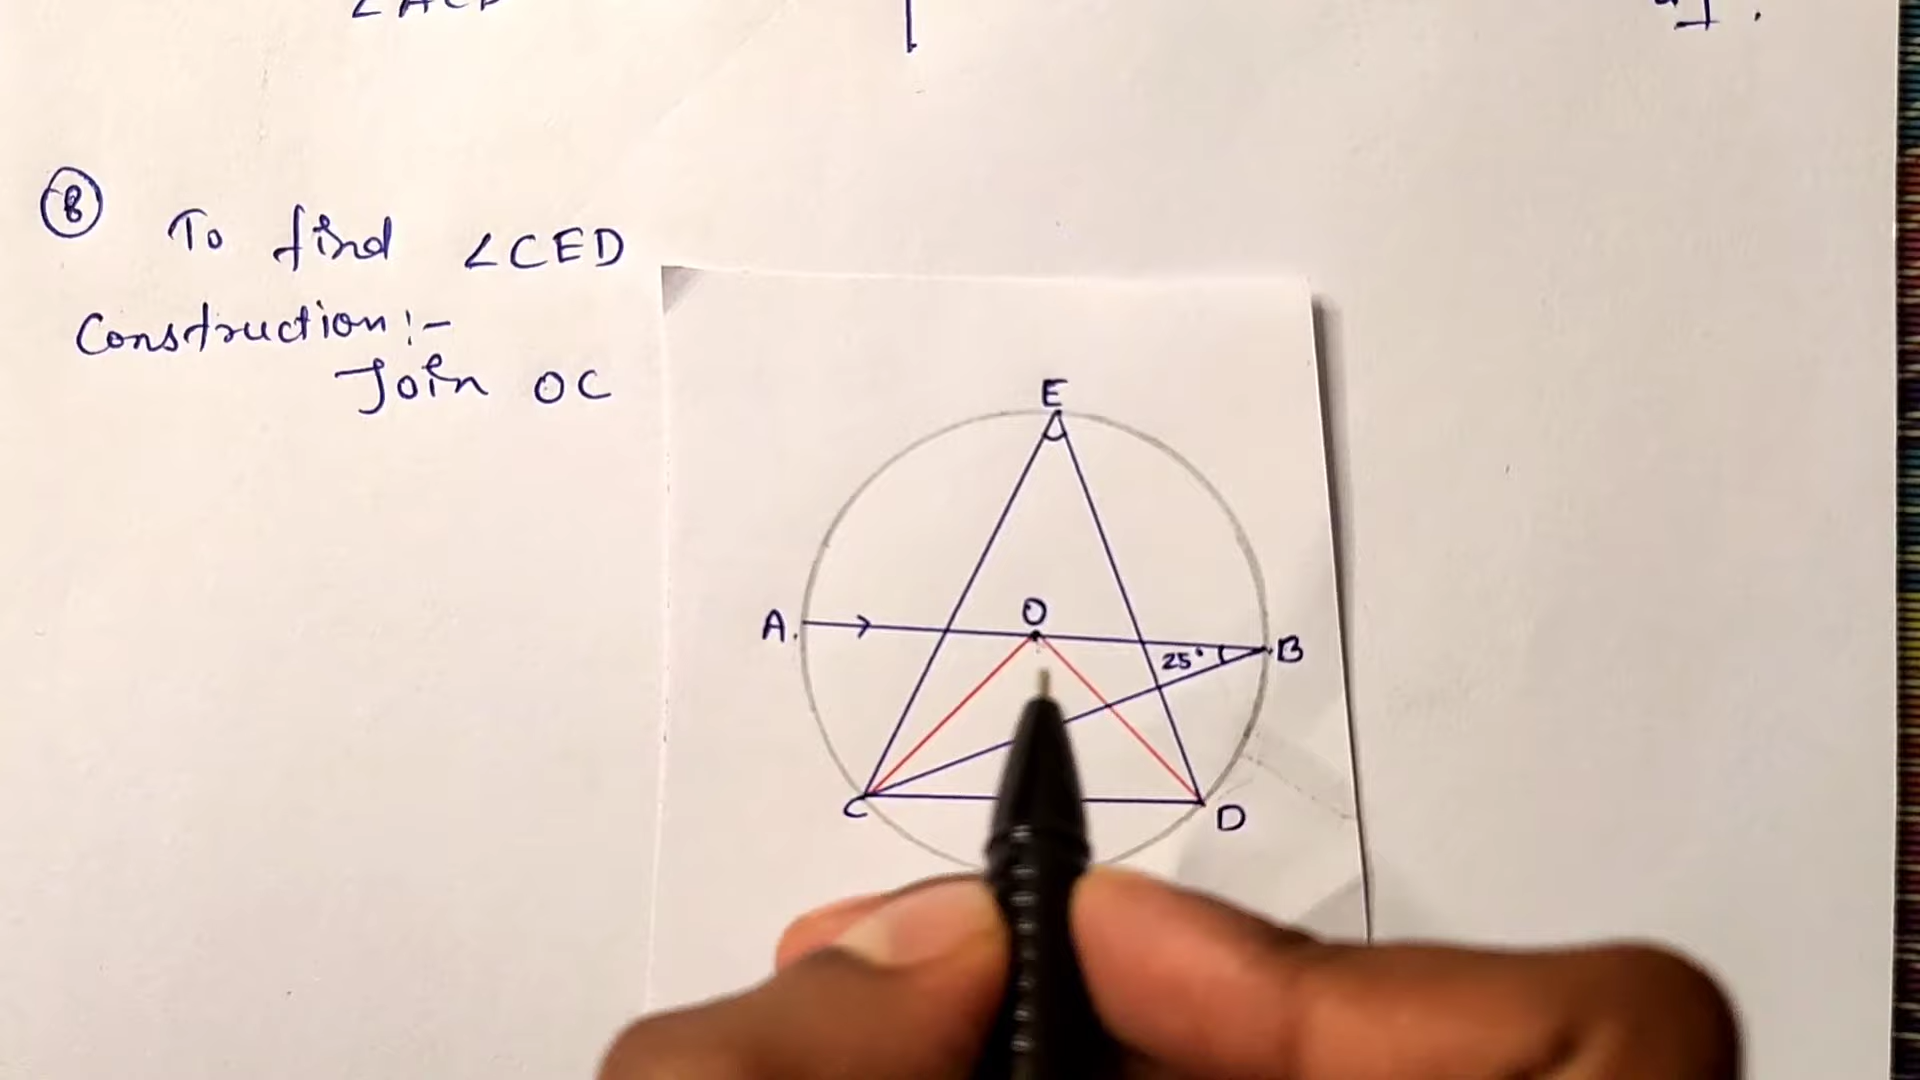 ⑧ To find ∠CED
Construction:-
Join OC
E
O
A.
25°
B
C
D